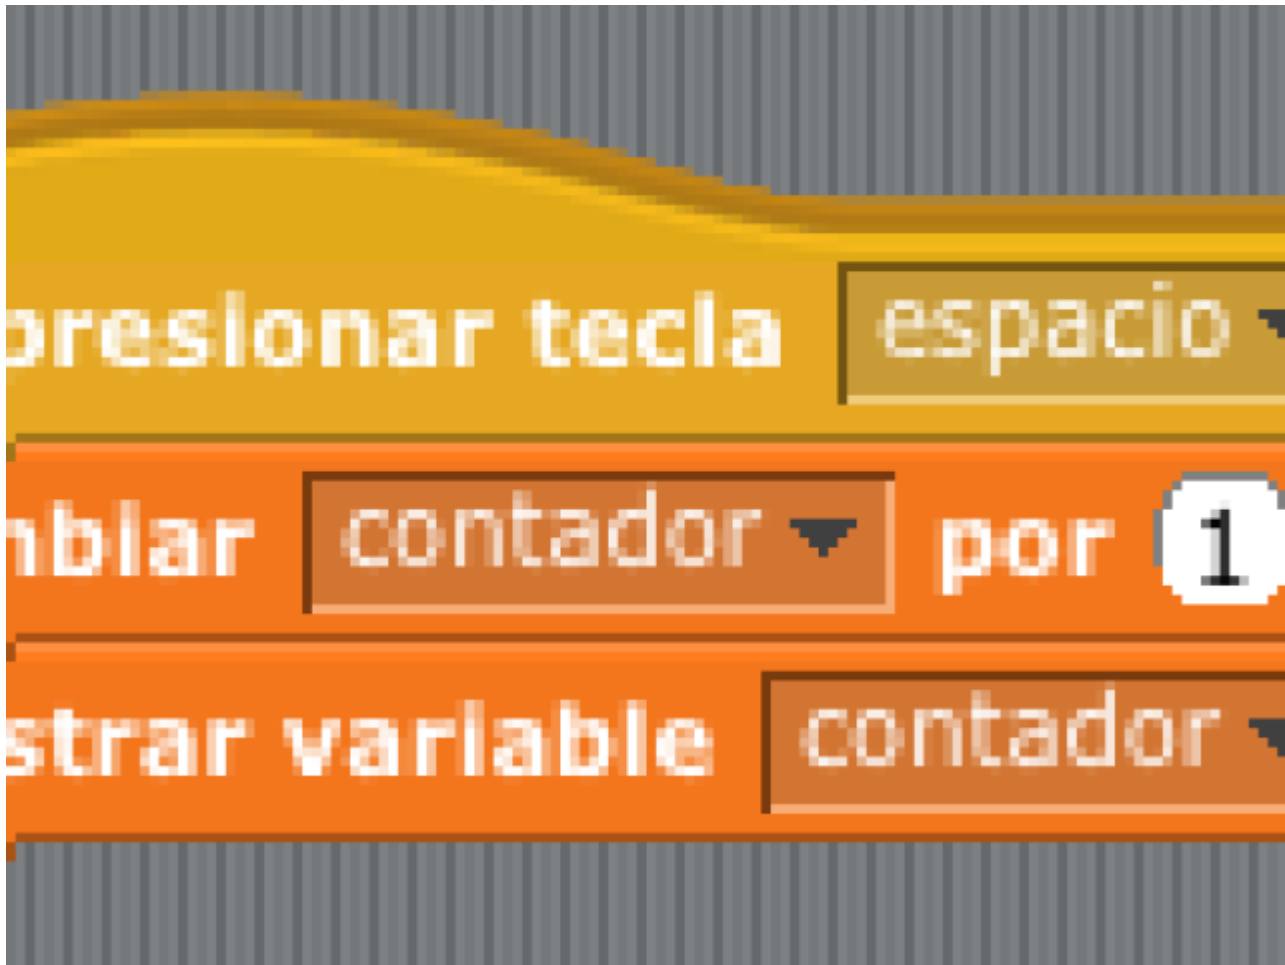 presionar tecla espacio
mbiar contador por 1
strar variable contador